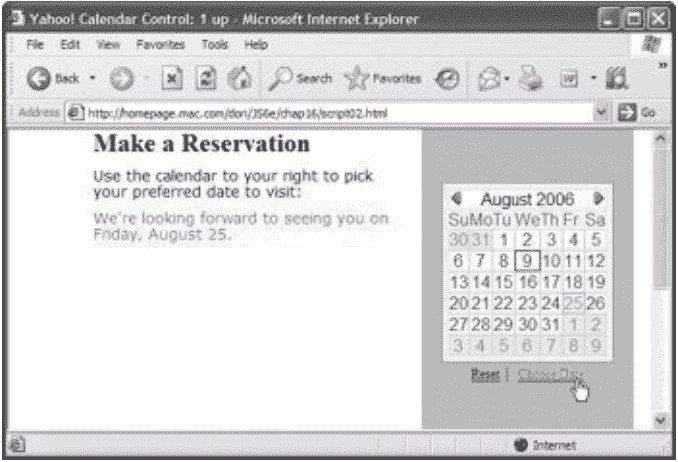 Yahoo! Calendar Control: 1 up - Microsoft Internet Explorer
File Edit View Favorites Tools Help
Back Search Favorites
Address http://homepage.mac.com/dori/JS6e/chap16/script02.html Go
Make a Reservation
Use the calendar to your right to pick
your preferred date to visit:
We're looking forward to seeing you on
Friday, August 25.
August 2006
Su Mo Tu We Th Fr Sa
30 31 1 2 3 4 5
6 7 8 9 10 11 12
13 14 15 16 17 18 19
20 21 22 23 24 25 26
27 28 29 30 31 1 2
3 4 5 6 7 8 9
Reset | Choose Date
Internet